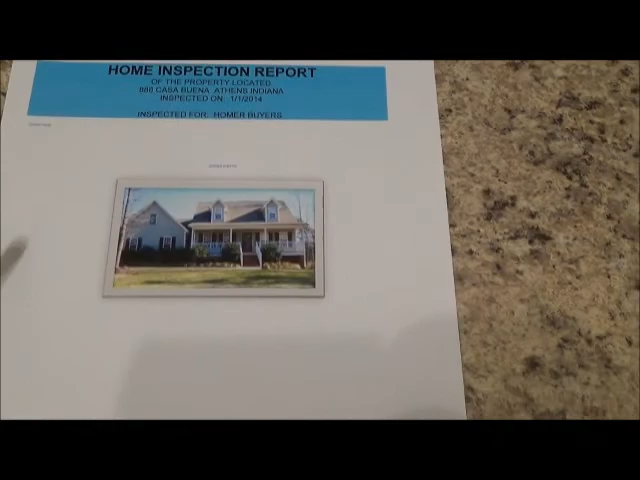 HOME INSPECTION REPORT
OF THE PROPERTY LOCATED
888 CASA BUENA ATHENS INDIANA
INSPECTED ON: 1/1/2014
INSPECTED FOR: HOMER BUYERS